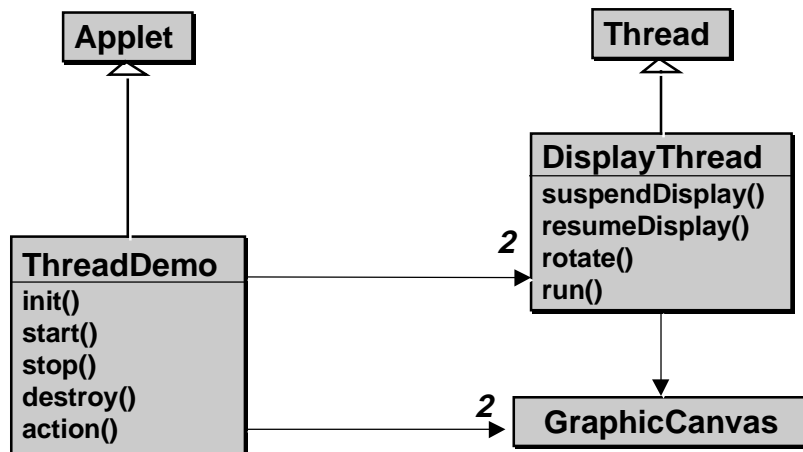 Applet
Thread
DisplayThread
suspendDisplay()
resumeDisplay()
rotate()
run()
2
ThreadDemo
init()
start()
stop()
destroy()
action()
2
GraphicCanvas